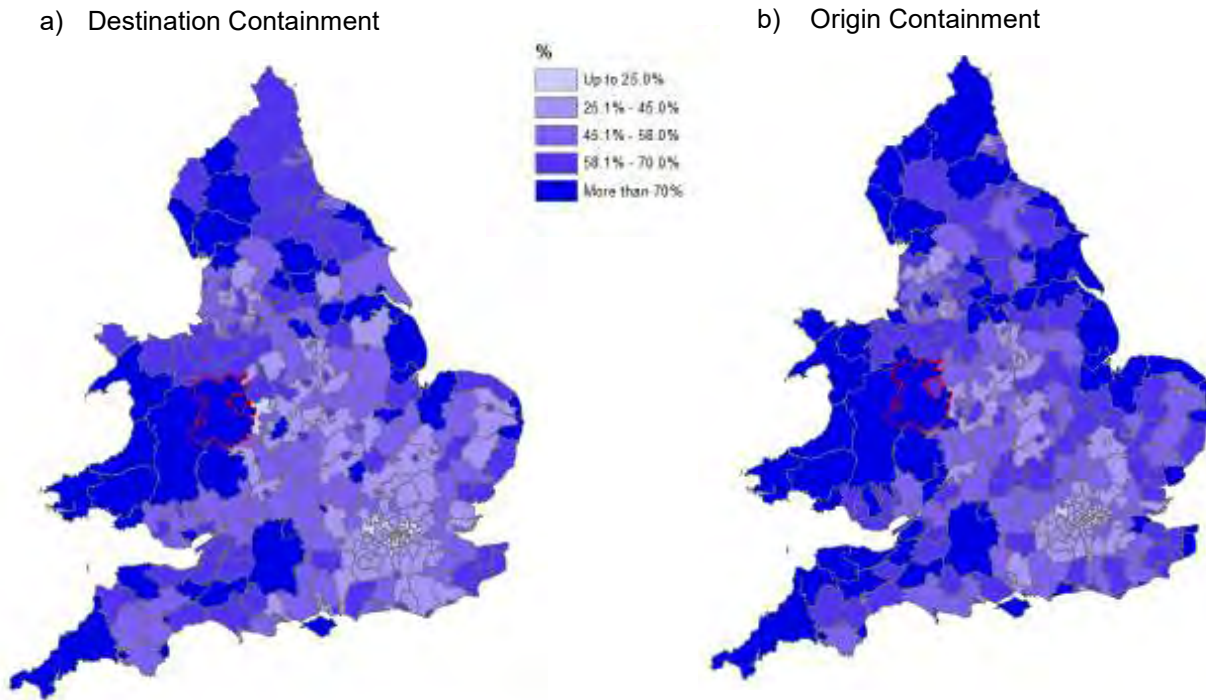 a) Destination Containment
b) Origin Containment
%
Up to 25.0%
25.1% - 45.0%
45.1% - 58.0%
58.1% - 70.0%
More than 70%